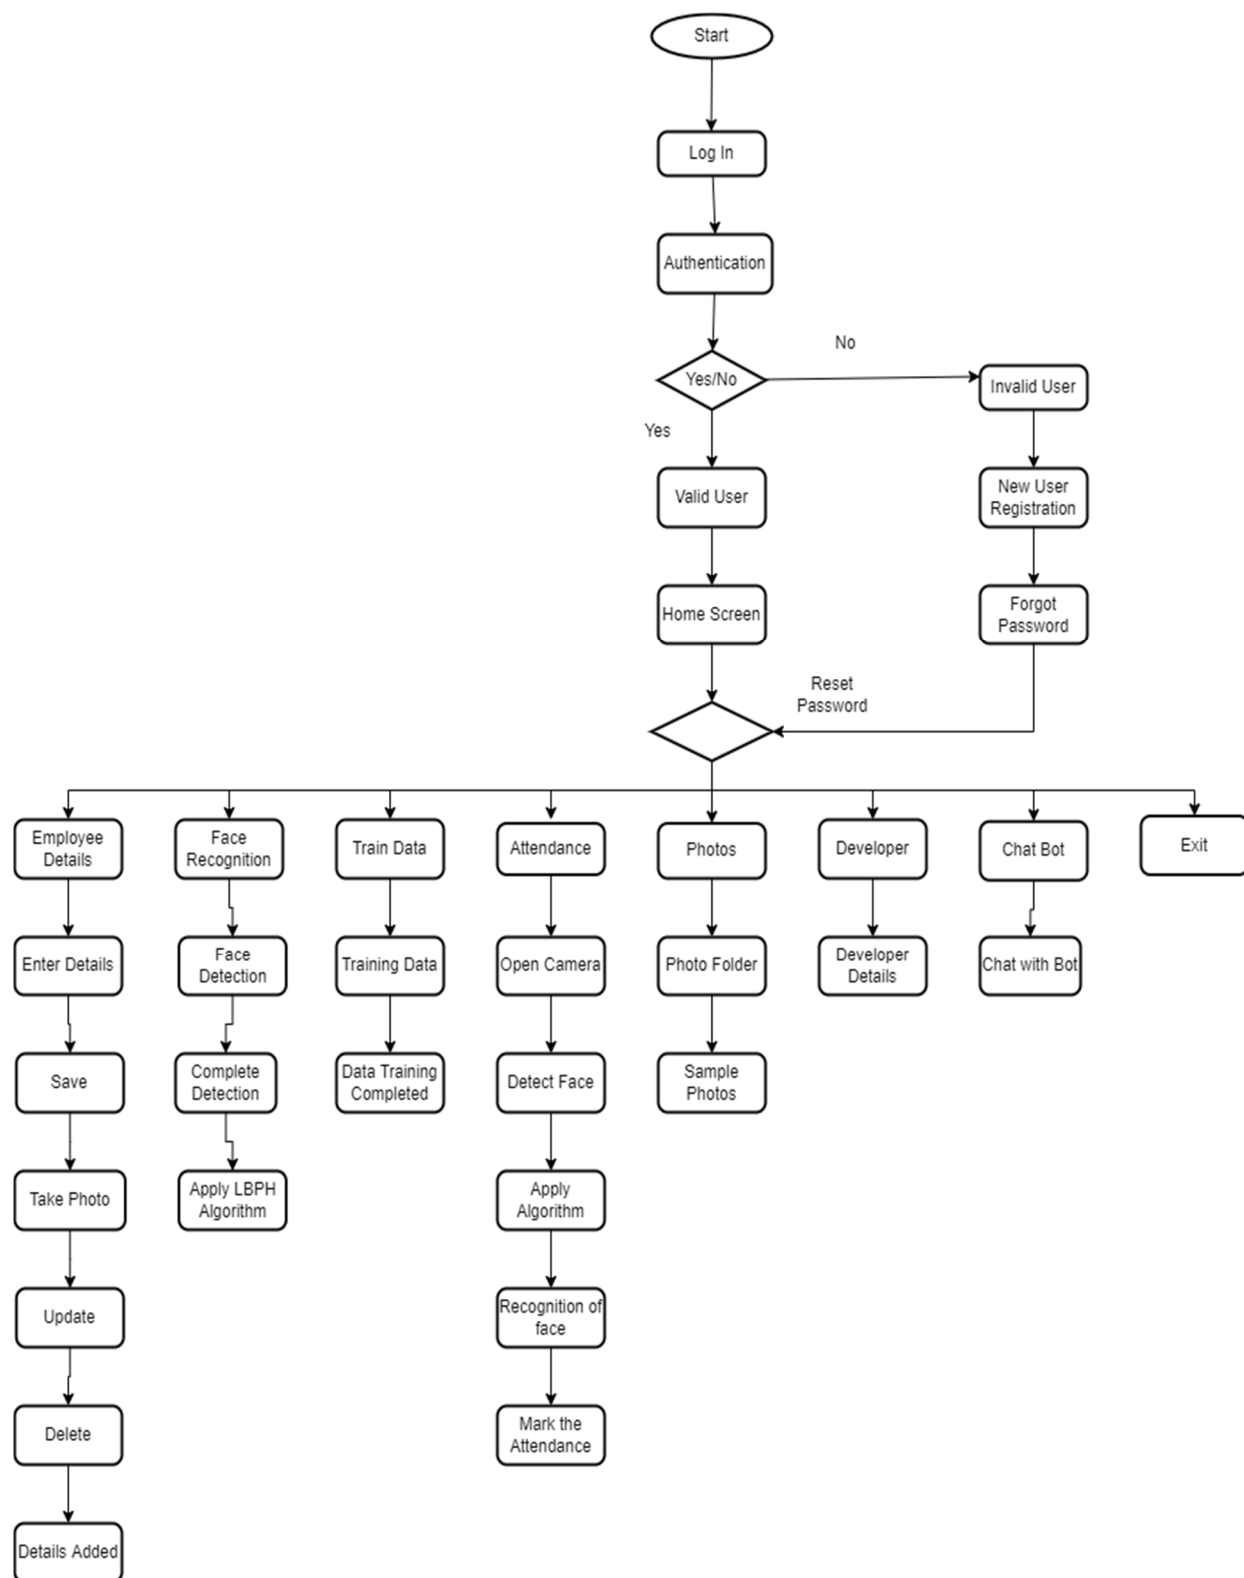 Start
Log In
Authentication
Yes/No
No
Invalid User
Yes
Valid User
New User
Registration
Home Screen
Forgot
Password
Reset
Password
Employee
Details
Face
Recognition
Train Data
Attendance
Photos
Developer
Chat Bot
Exit
Enter Details
Face
Detection
Training Data
Open Camera
Photo Folder
Developer
Details
Chat with Bot
Save
Complete
Detection
Data Training
Completed
Detect Face
Sample
Photos
Take Photo
Apply LBPH
Algorithm
Apply
Algorithm
Update
Recognition of
face
Delete
Mark the
Attendance
Details Added